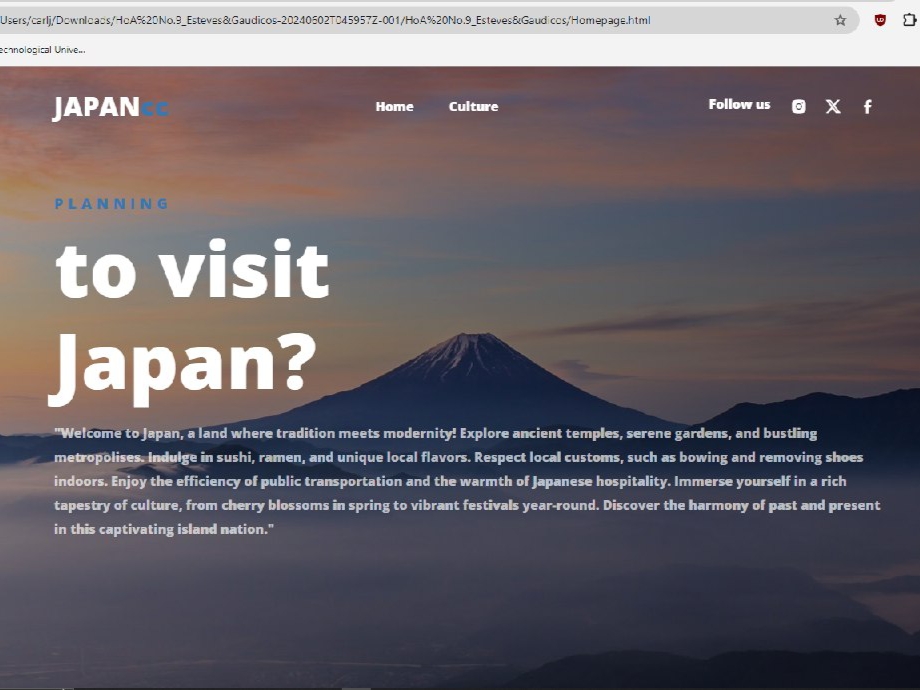 Users/carlj/Downloads/HoA%20No.9_Esteves&Gaudicos-20240602T045957Z-001/HoA%20No.9_Esteves&Gaudicos/Homepage.html
echnological Unive...
JAPANcc
Home
Culture
Follow us
PLANNING
to visit
Japan?
"Welcome to Japan, a land where tradition meets modernity! Explore ancient temples, serene gardens, and bustling
metropolises. Indulge in sushi, ramen, and unique local flavors. Respect local customs, such as bowing and removing shoes
indoors. Enjoy the efficiency of public transportation and the warmth of Japanese hospitality. Immerse yourself in a rich
tapestry of culture, from cherry blossoms in spring to vibrant festivals year-round. Discover the harmony of past and present
in this captivating island nation."